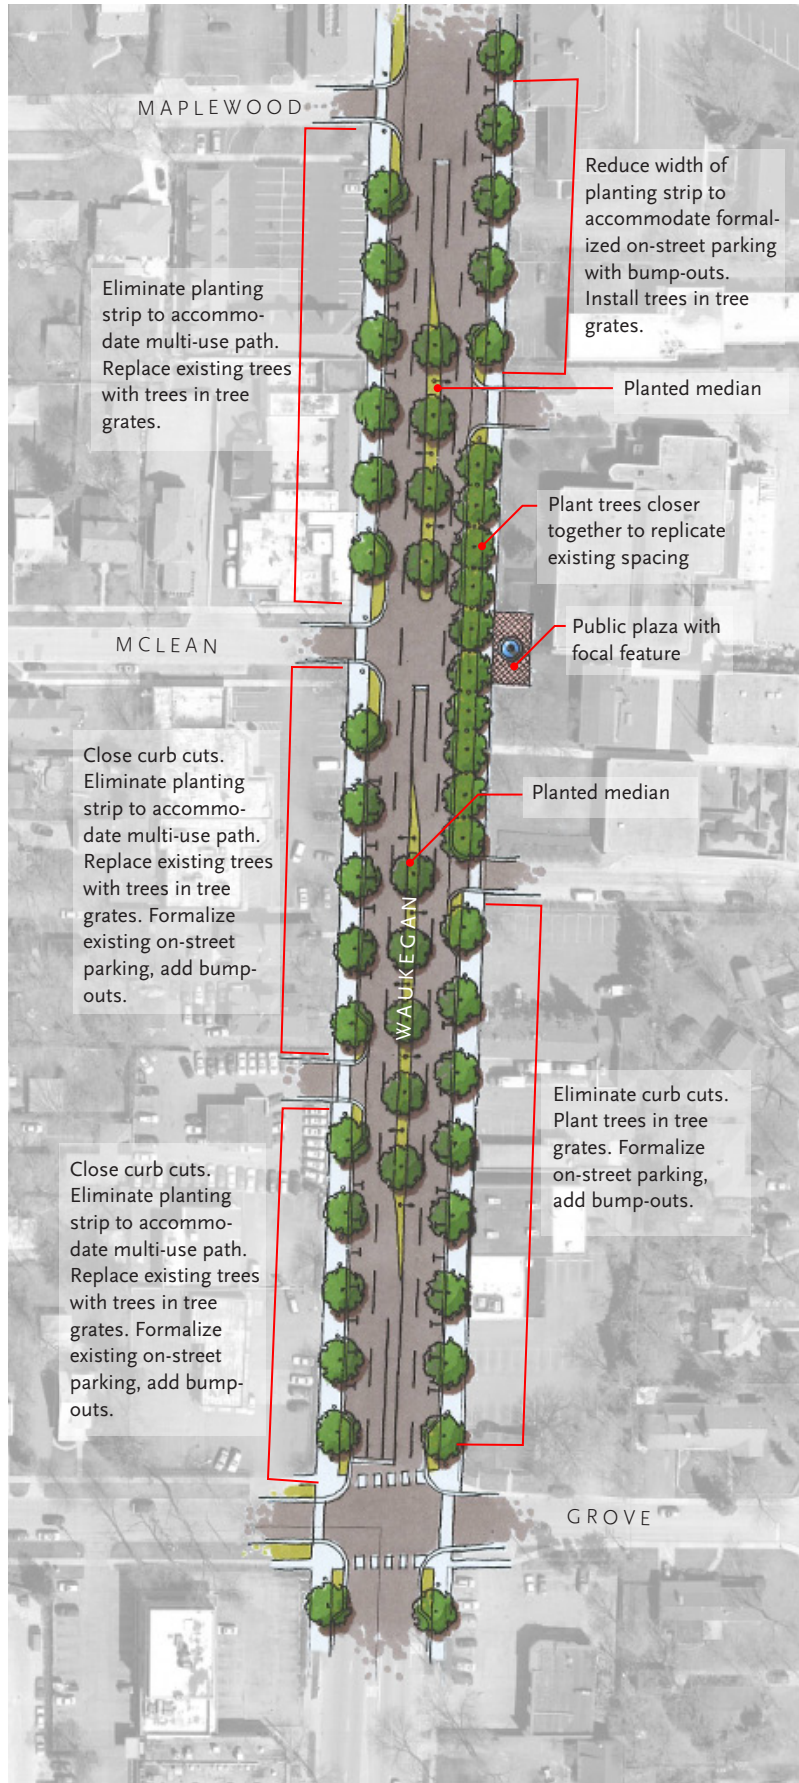 MAPLEWOOD
Reduce width of
planting strip to
accommodate formal-
ized on-street parking
with bump-outs.
Install trees in tree
grates.
Eliminate planting
strip to accommo-
date multi-use path.
Replace existing trees
with trees in tree
grates.
Planted median
Plant trees closer
together to replicate
existing spacing
Public plaza with
focal feature
MCLEAN
Close curb cuts.
Eliminate planting
strip to accommo-
date multi-use path.
Replace existing trees
with trees in tree
grates. Formalize
existing on-street
parking, add bump-
outs.
Planted median
WAUKEGAN
Eliminate curb cuts.
Plant trees in tree
grates. Formalize
on-street parking,
add bump-outs.
Close curb cuts.
Eliminate planting
strip to accommo-
date multi-use path.
Replace existing trees
with trees in tree
grates. Formalize
existing on-street
parking, add bump-
outs.
GROVE